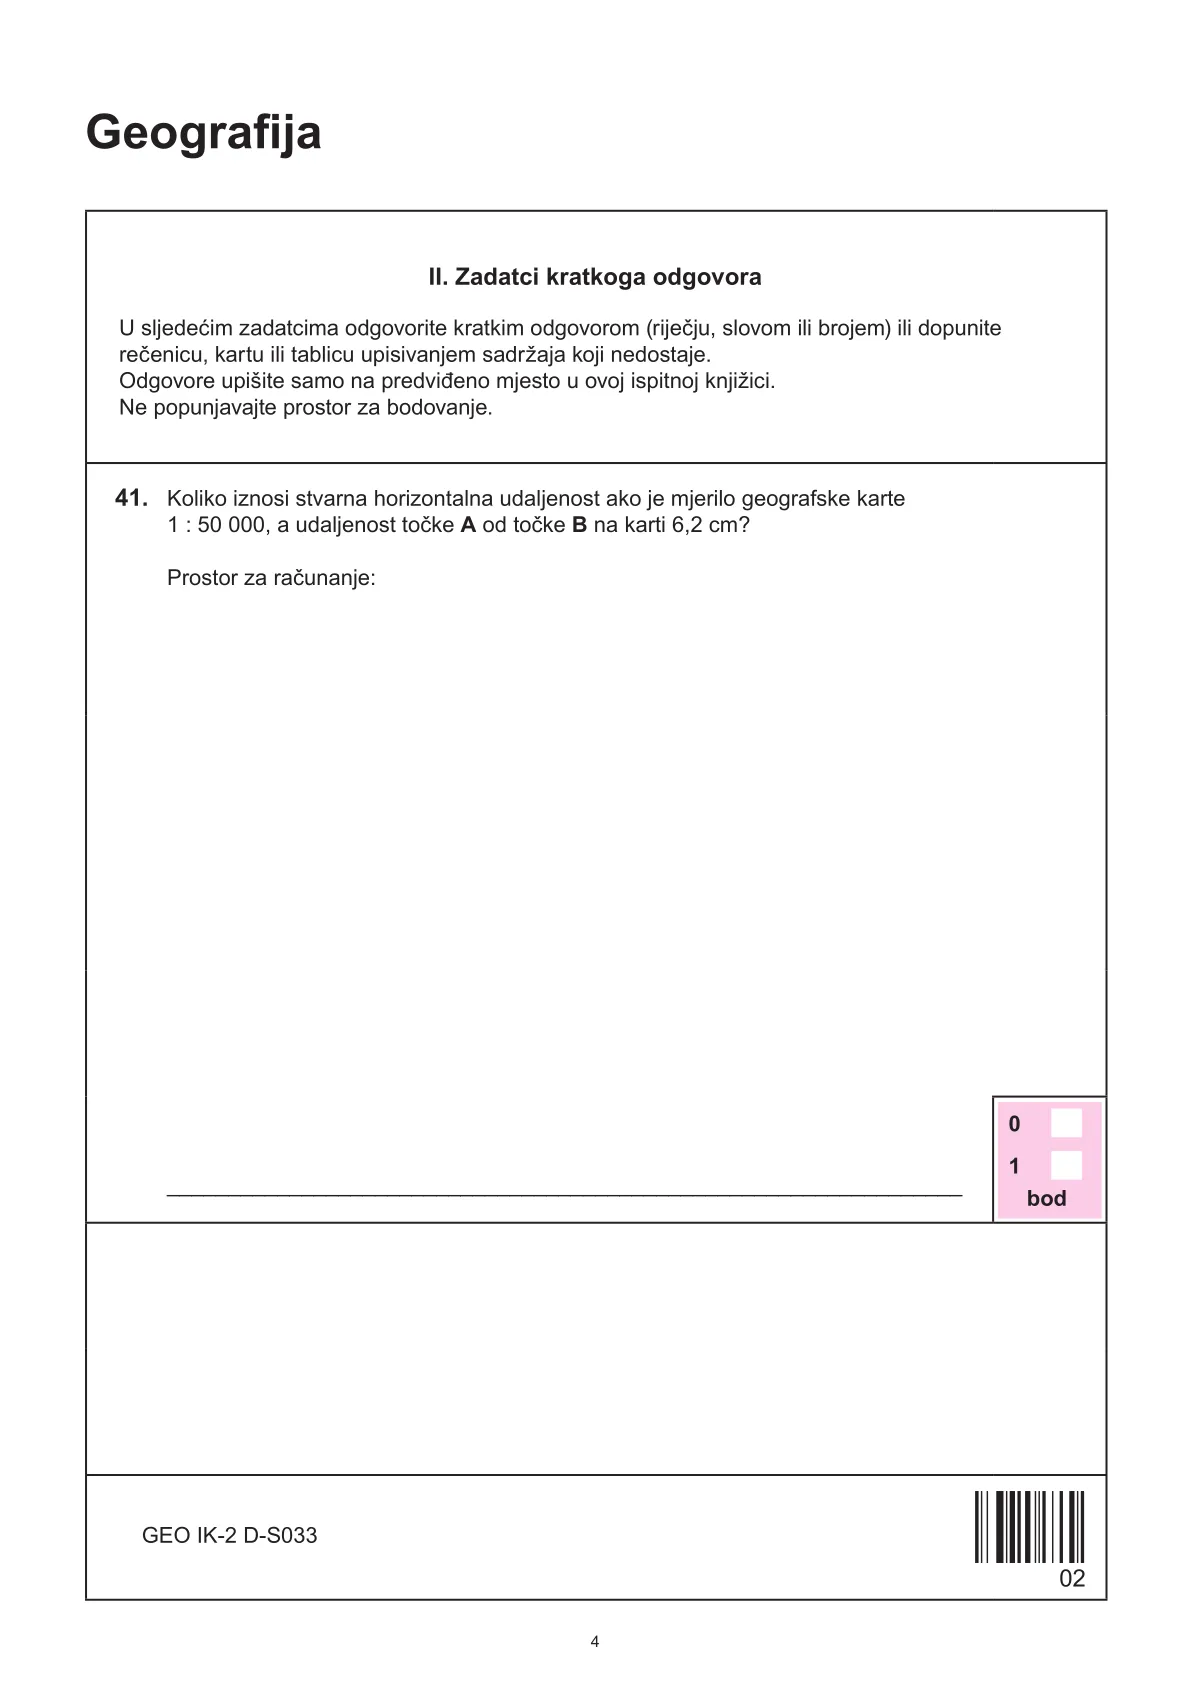 Geografija
II. Zadatci kratkoga odgovora
U sljedećim zadatcima odgovorite kratkim odgovorom (riječju, slovom ili brojem) ili dopunite
rečenicu, kartu ili tablicu upisivanjem sadržaja koji nedostaje.
Odgovore upišite samo na predviđeno mjesto u ovoj ispitnoj knjižici.
Ne popunjavajte prostor za bodovanje.
41. Koliko iznosi stvarna horizontalna udaljenost ako je mjerilo geografske karte
1 : 50 000, a udaljenost točke A od točke B na karti 6,2 cm?
Prostor za računanje:
0
1
bod
GEO IK-2 D-S033
02
4